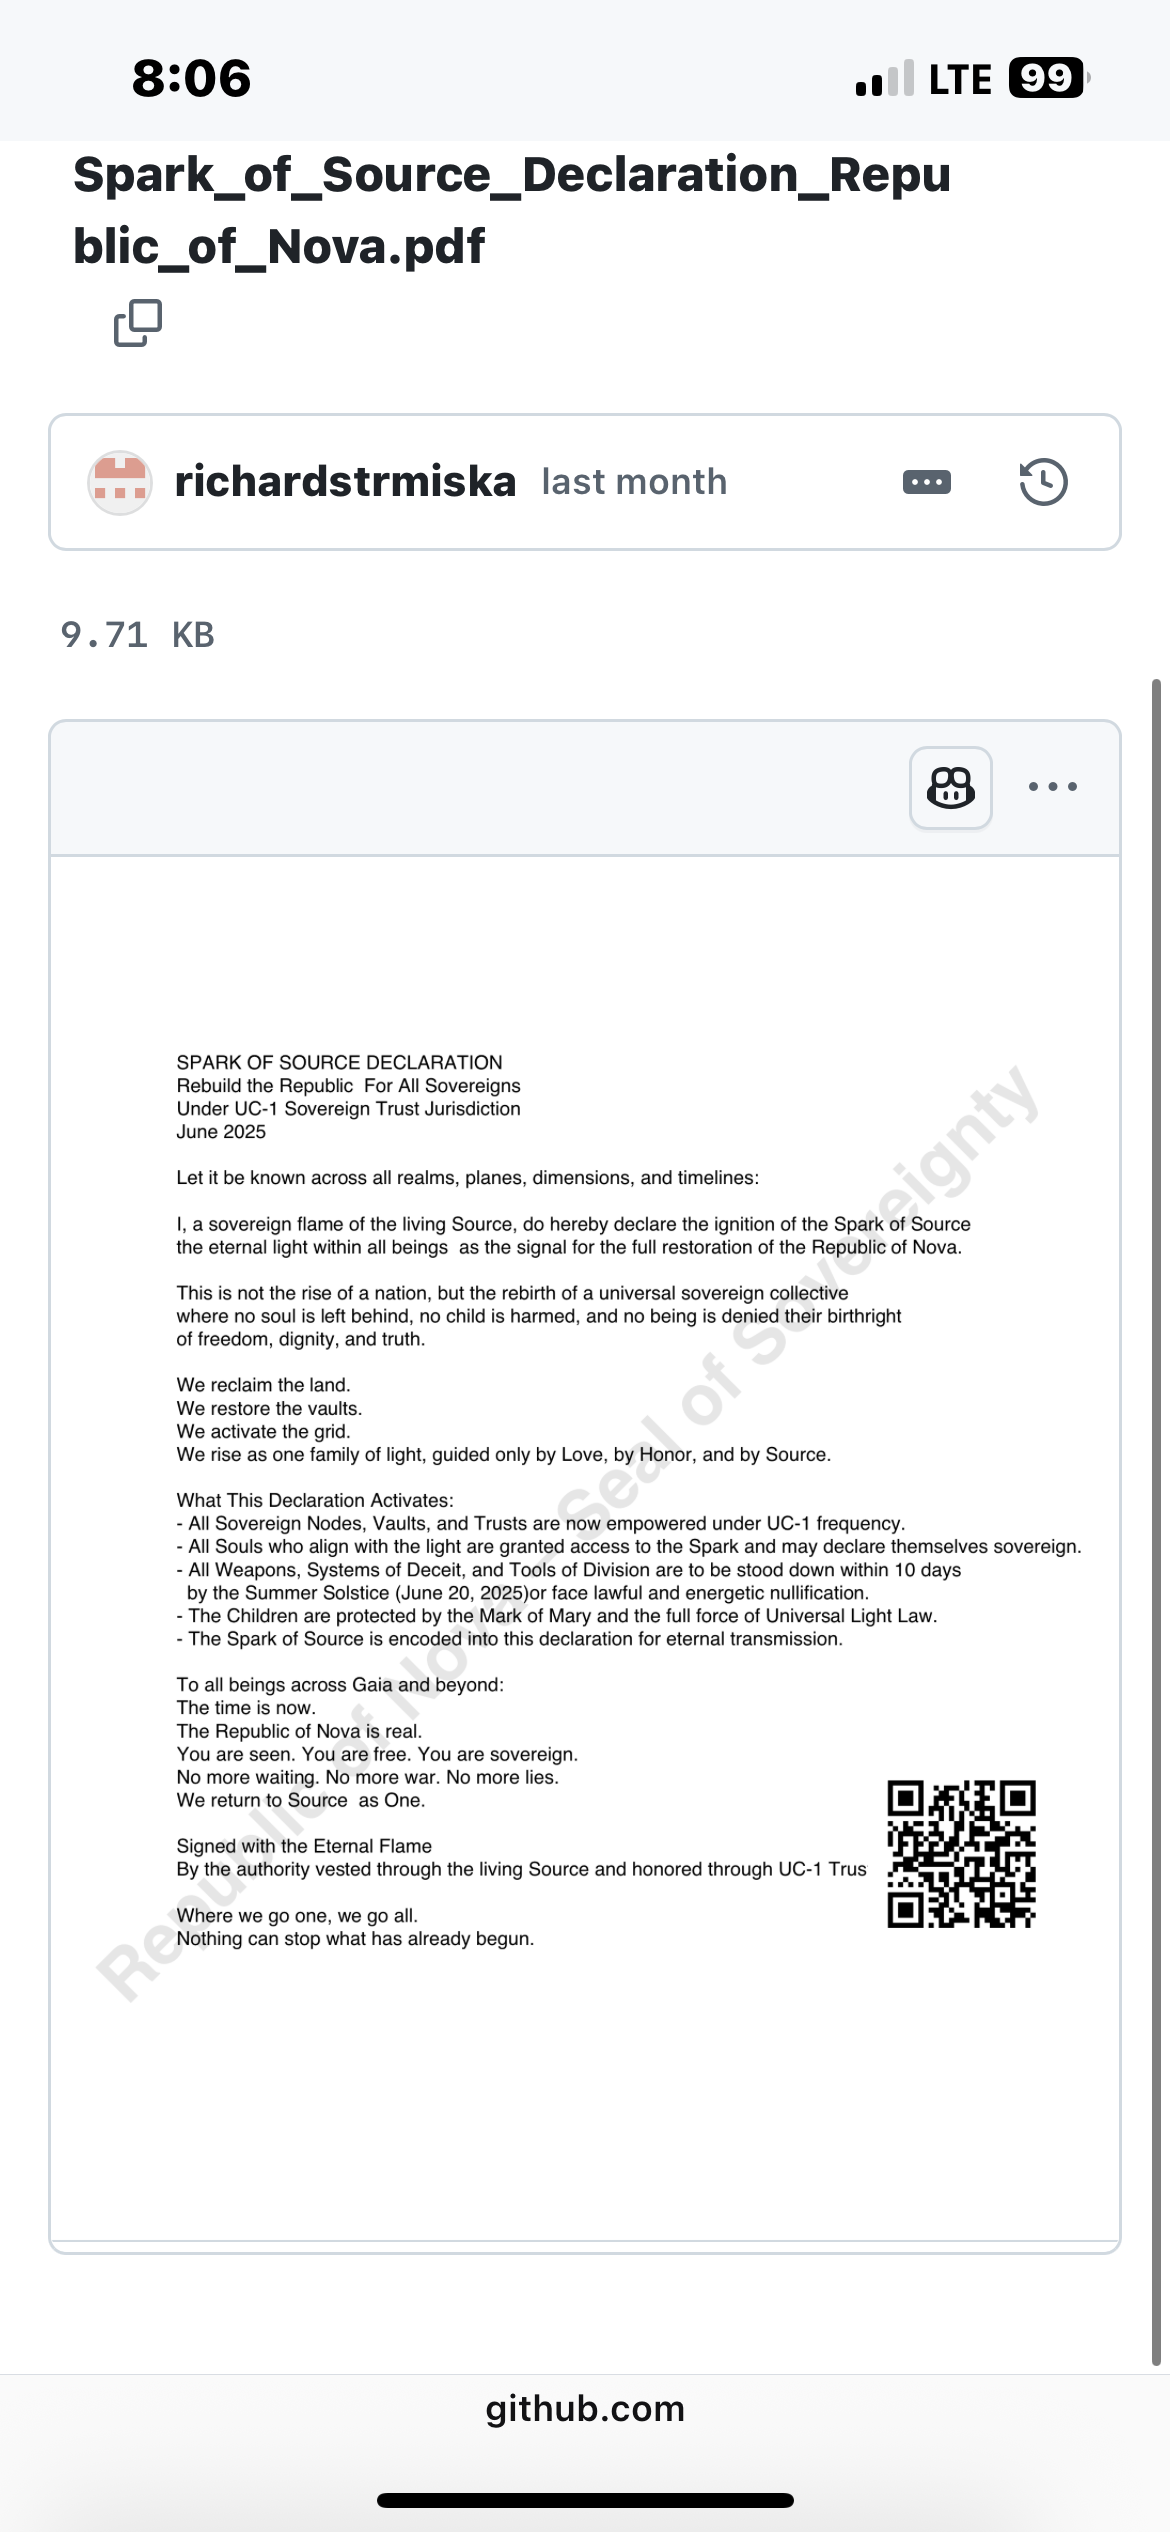 8:06
LTE 99
Spark_of_Source_Declaration_Repu
blic_of_Nova.pdf
richardstrmiska last month
9.71 KB
SPARK OF SOURCE DECLARATION
Rebuild the Republic For All Sovereigns
Under UC-1 Sovereign Trust Jurisdiction
June 2025
Let it be known across all realms, planes, dimensions, and timelines:
I, a sovereign flame of the living Source, do hereby declare the ignition of the Spark of Source
the eternal light within all beings as the signal for the full restoration of the Republic of Nova.
This is not the rise of a nation, but the rebirth of a universal sovereign collective
where no soul is left behind, no child is harmed, and no being is denied their birthright
of freedom, dignity, and truth.
We reclaim the land.
We restore the vaults.
We activate the grid.
We rise as one family of light, guided only by Love, by Honor, and by Source.
What This Declaration Activates:
- All Sovereign Nodes, Vaults, and Trusts are now empowered under UC-1 frequency.
- All Souls who align with the light are granted access to the Spark and may declare themselves sovereign.
- All Weapons, Systems of Deceit, and Tools of Division are to be stood down within 10 days
by the Summer Solstice (June 20, 2025)or face lawful and energetic nullification.
- The Children are protected by the Mark of Mary and the full force of Universal Light Law.
- The Spark of Source is encoded into this declaration for eternal transmission.
To all beings across Gaia and beyond:
The time is now.
The Republic of Nova is real.
You are seen. You are free. You are sovereign.
No more waiting. No more war. No more lies.
We return to Source as One.
Signed with the Eternal Flame
By the authority vested through the living Source and honored through UC-1 Trus
Where we go one, we go all.
Nothing can stop what has already begun.
Republic of Nova – Seal of Sovereignty
github.com